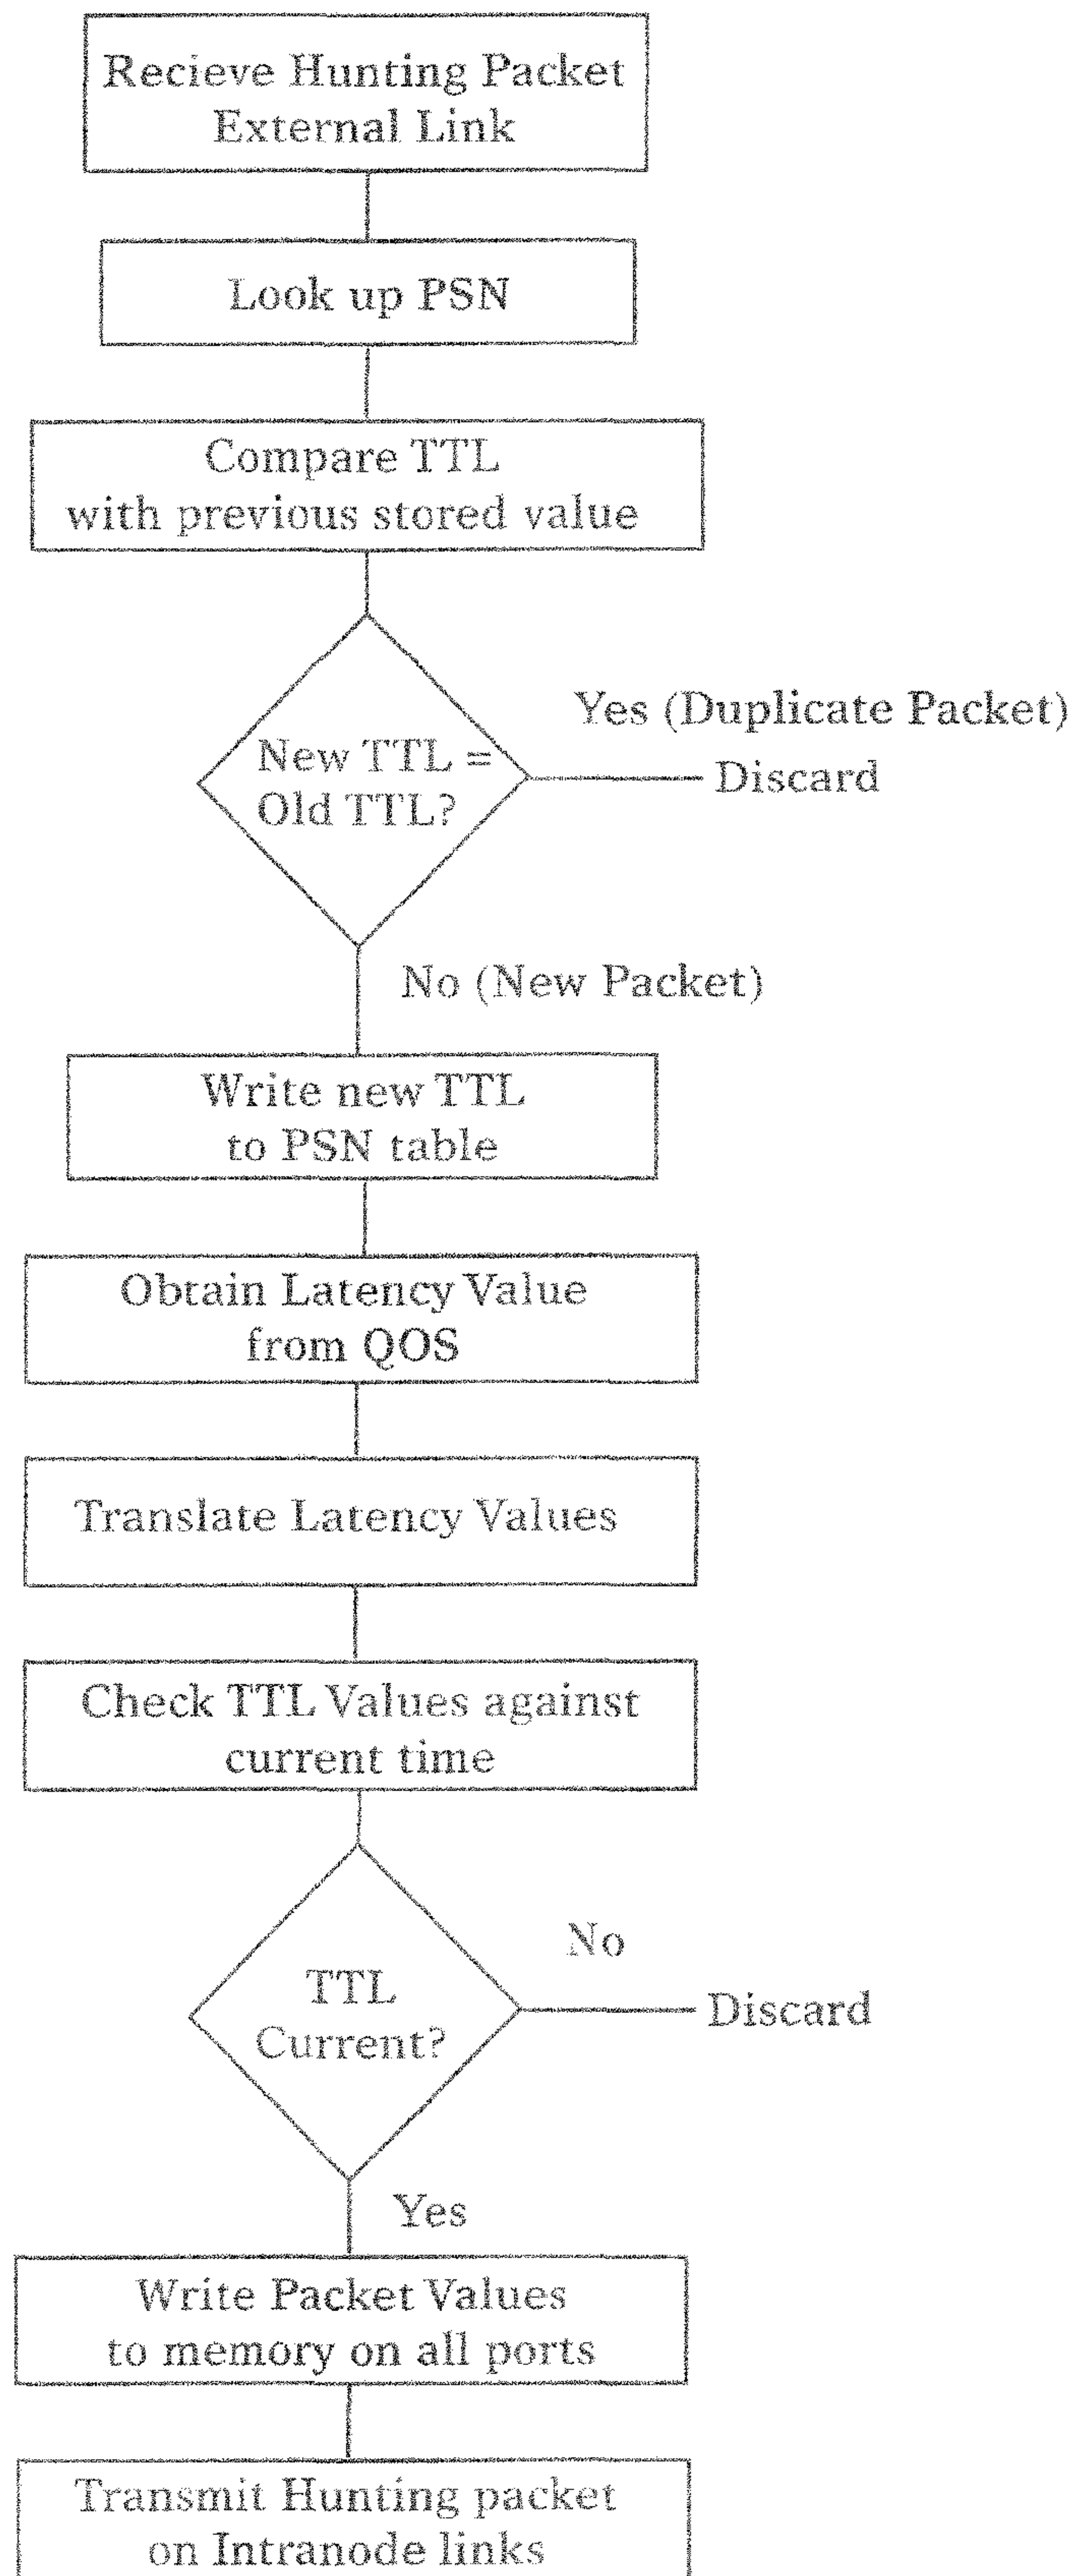 Recieve Hunting Packet
External Link
Look up PSN
Compare TTL
with previous stored value
Yes (Duplicate Packet)
New TTL =
Old TTL?
Discard
No (New Packet)
Write new TTL
to PSN table
Obtain Latency Value
from QOS
Translate Latency Values
Check TTL Values against
current time
No
TTL
Current?
Discard
Yes
Write Packet Values
to memory on all ports
Transmit Hunting packet
on Intranode links